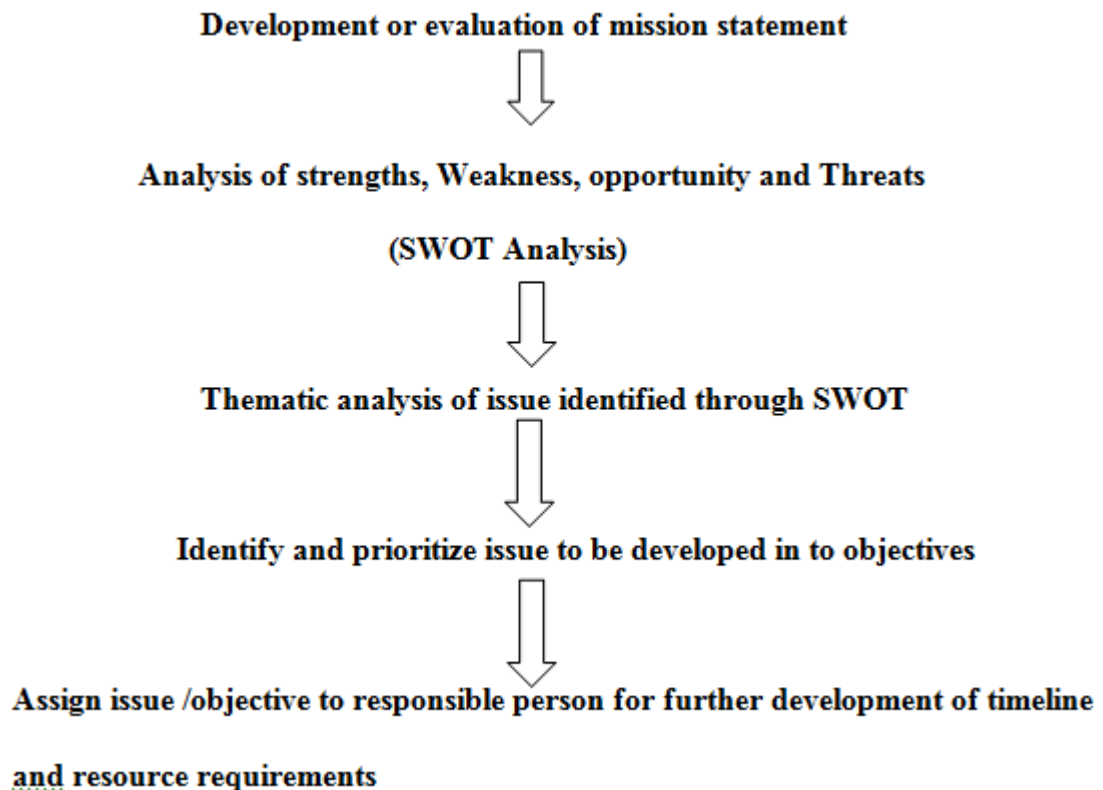 Development or evaluation of mission statement
Analysis of strengths, Weakness, opportunity and Threats
(SWOT Analysis)
Thematic analysis of issue identified through SWOT
Identify and prioritize issue to be developed in to objectives
Assign issue /objective to responsible person for further development of timeline
and resource requirements